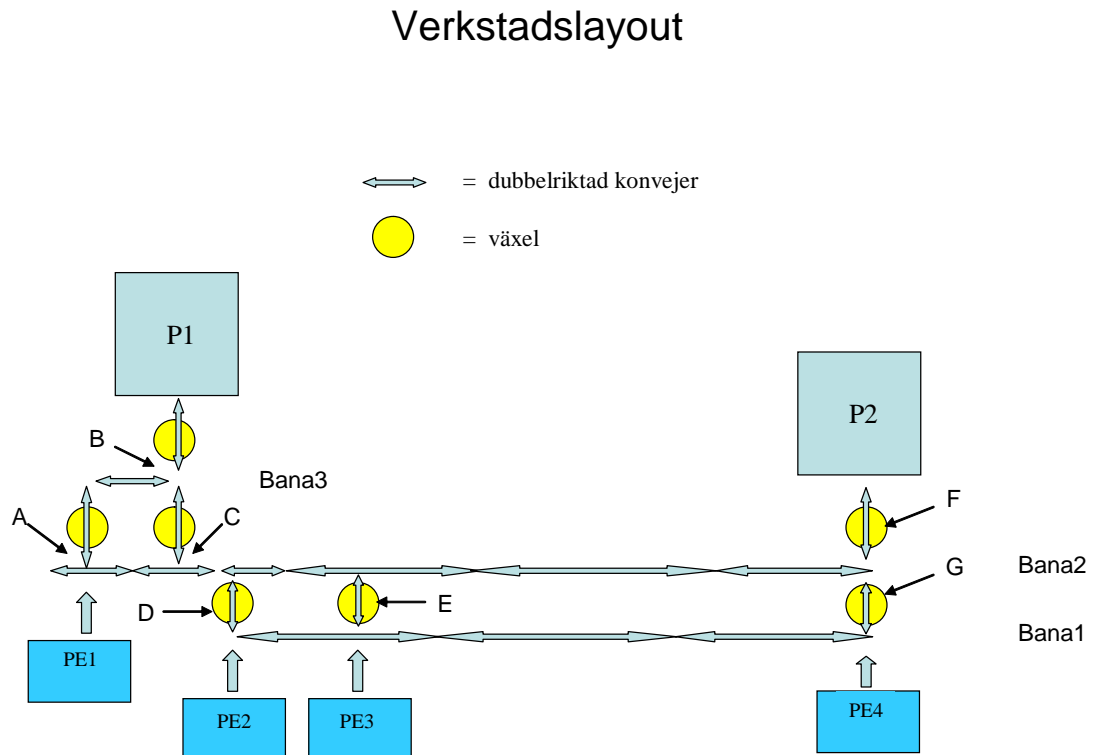 Verkstadslayout
= dubbelriktad konvejer
= växel
P1
P2
B
Bana3
A
C
F
G
Bana2
D
E
Bana1
PE1
PE2
PE3
PE4